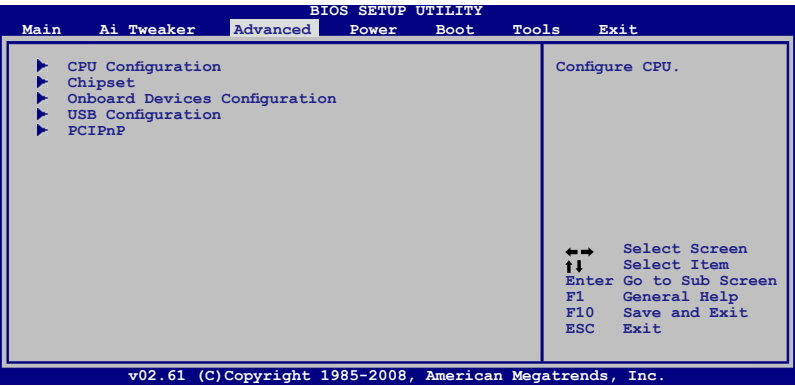 BIOS SETUP UTILITY
Main Ai Tweaker Advanced Power Boot Tools Exit
CPU Configuration
Chipset
Onboard Devices Configuration
USB Configuration
PCIPnP
Configure CPU.
←→ Select Screen
↑↓ Select Item
Enter Go to Sub Screen
F1 General Help
F10 Save and Exit
ESC Exit
v02.61 (C)Copyright 1985-2008, American Megatrends, Inc.